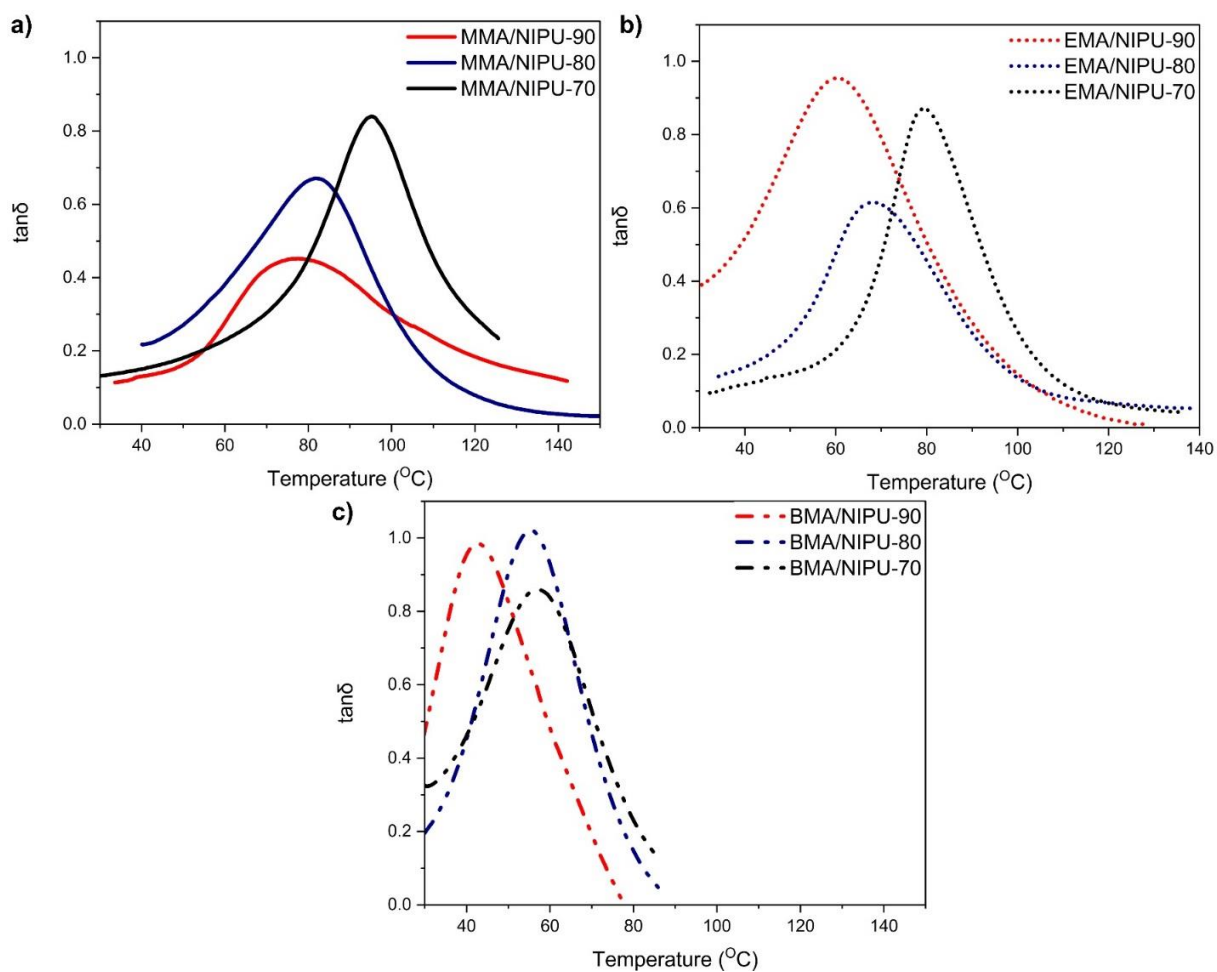 a)
MMA/NIPU-90
MMA/NIPU-80
MMA/NIPU-70
1.0
0.8
0.6
0.4
0.2
0.0
tanδ
40 60 80 100 120 140
Temperature (ᴼC)
b)
EMA/NIPU-90
EMA/NIPU-80
EMA/NIPU-70
1.0
0.8
0.6
0.4
0.2
0.0
tanδ
40 60 80 100 120 140
Temperature (ᴼC)
c)
BMA/NIPU-90
BMA/NIPU-80
BMA/NIPU-70
1.0
0.8
0.6
0.4
0.2
0.0
tanδ
40 60 80 100 120 140
Temperature (ᴼC)